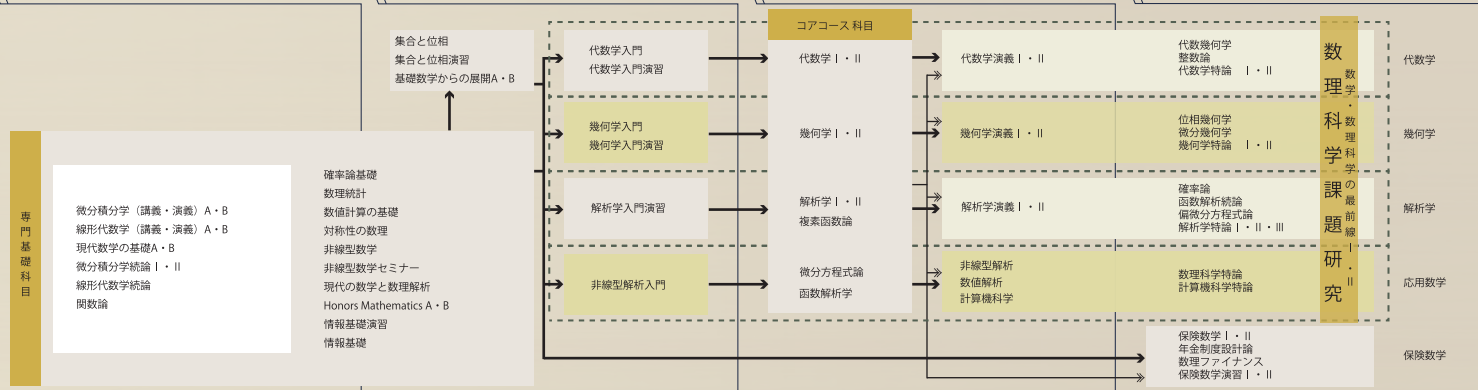 専門基礎科目
微分積分学（講義・演義）A・B
線形代数学（講義・演義）A・B
現代数学の基礎A・B
微分積分学続論Ⅰ・Ⅱ
線形代数学続論
関数論
確率論基礎
数理統計
数値計算の基礎
対称性の数理
非線型数学
非線型数学セミナー
現代の数学と数理解析
Honors Mathematics A・B
情報基礎演習
情報基礎
集合と位相
集合と位相演習
基礎数学からの展開A・B
代数学入門
代数学入門演習
幾何学入門
幾何学入門演習
解析学入門演習
非線型解析入門
コアコース 科目
代数学Ⅰ・Ⅱ
幾何学Ⅰ・Ⅱ
解析学Ⅰ・Ⅱ
複素函数論
微分方程式論
函数解析学
代数学演義Ⅰ・Ⅱ
代数幾何学
整数論
代数学特論　Ⅰ・Ⅱ
幾何学演義Ⅰ・Ⅱ
位相幾何学
微分幾何学
幾何学特論　Ⅰ・Ⅱ
解析学演義Ⅰ・Ⅱ
確率論
函数解析続論
偏微分方程式論
解析学特論Ⅰ・Ⅱ・Ⅲ
非線型解析
数値解析
計算機科学
数理科学特論
計算機科学特論
保険数学Ⅰ・Ⅱ
年金制度設計論
数理ファイナンス
保険数学演習Ⅰ・Ⅱ
数理科学課題研究
数学・数理科学の最前線Ⅰ・Ⅱ
代数学
幾何学
解析学
応用数学
保険数学